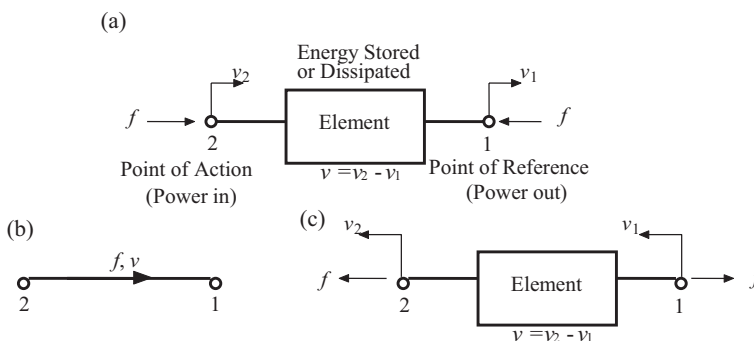 (a)
Energy Stored
or Dissipated
v2
v1
f
Element
f
2
1
Point of Action
(Power in)
v = v2 - v1
Point of Reference
(Power out)
(b)
f, v
2
1
(c)
v2
v1
f
Element
2
1
v = v2 - v1